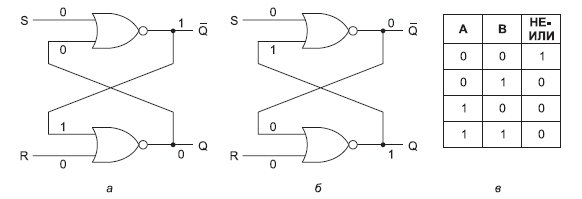 S 0 0 1 Q̅
1 R 0 0 Q
а
S 0 1 0 Q̅
0 R 0 1 Q
б
A B НЕ-ИЛИ
0 0 1
0 1 0
1 0 0
1 1 0
в